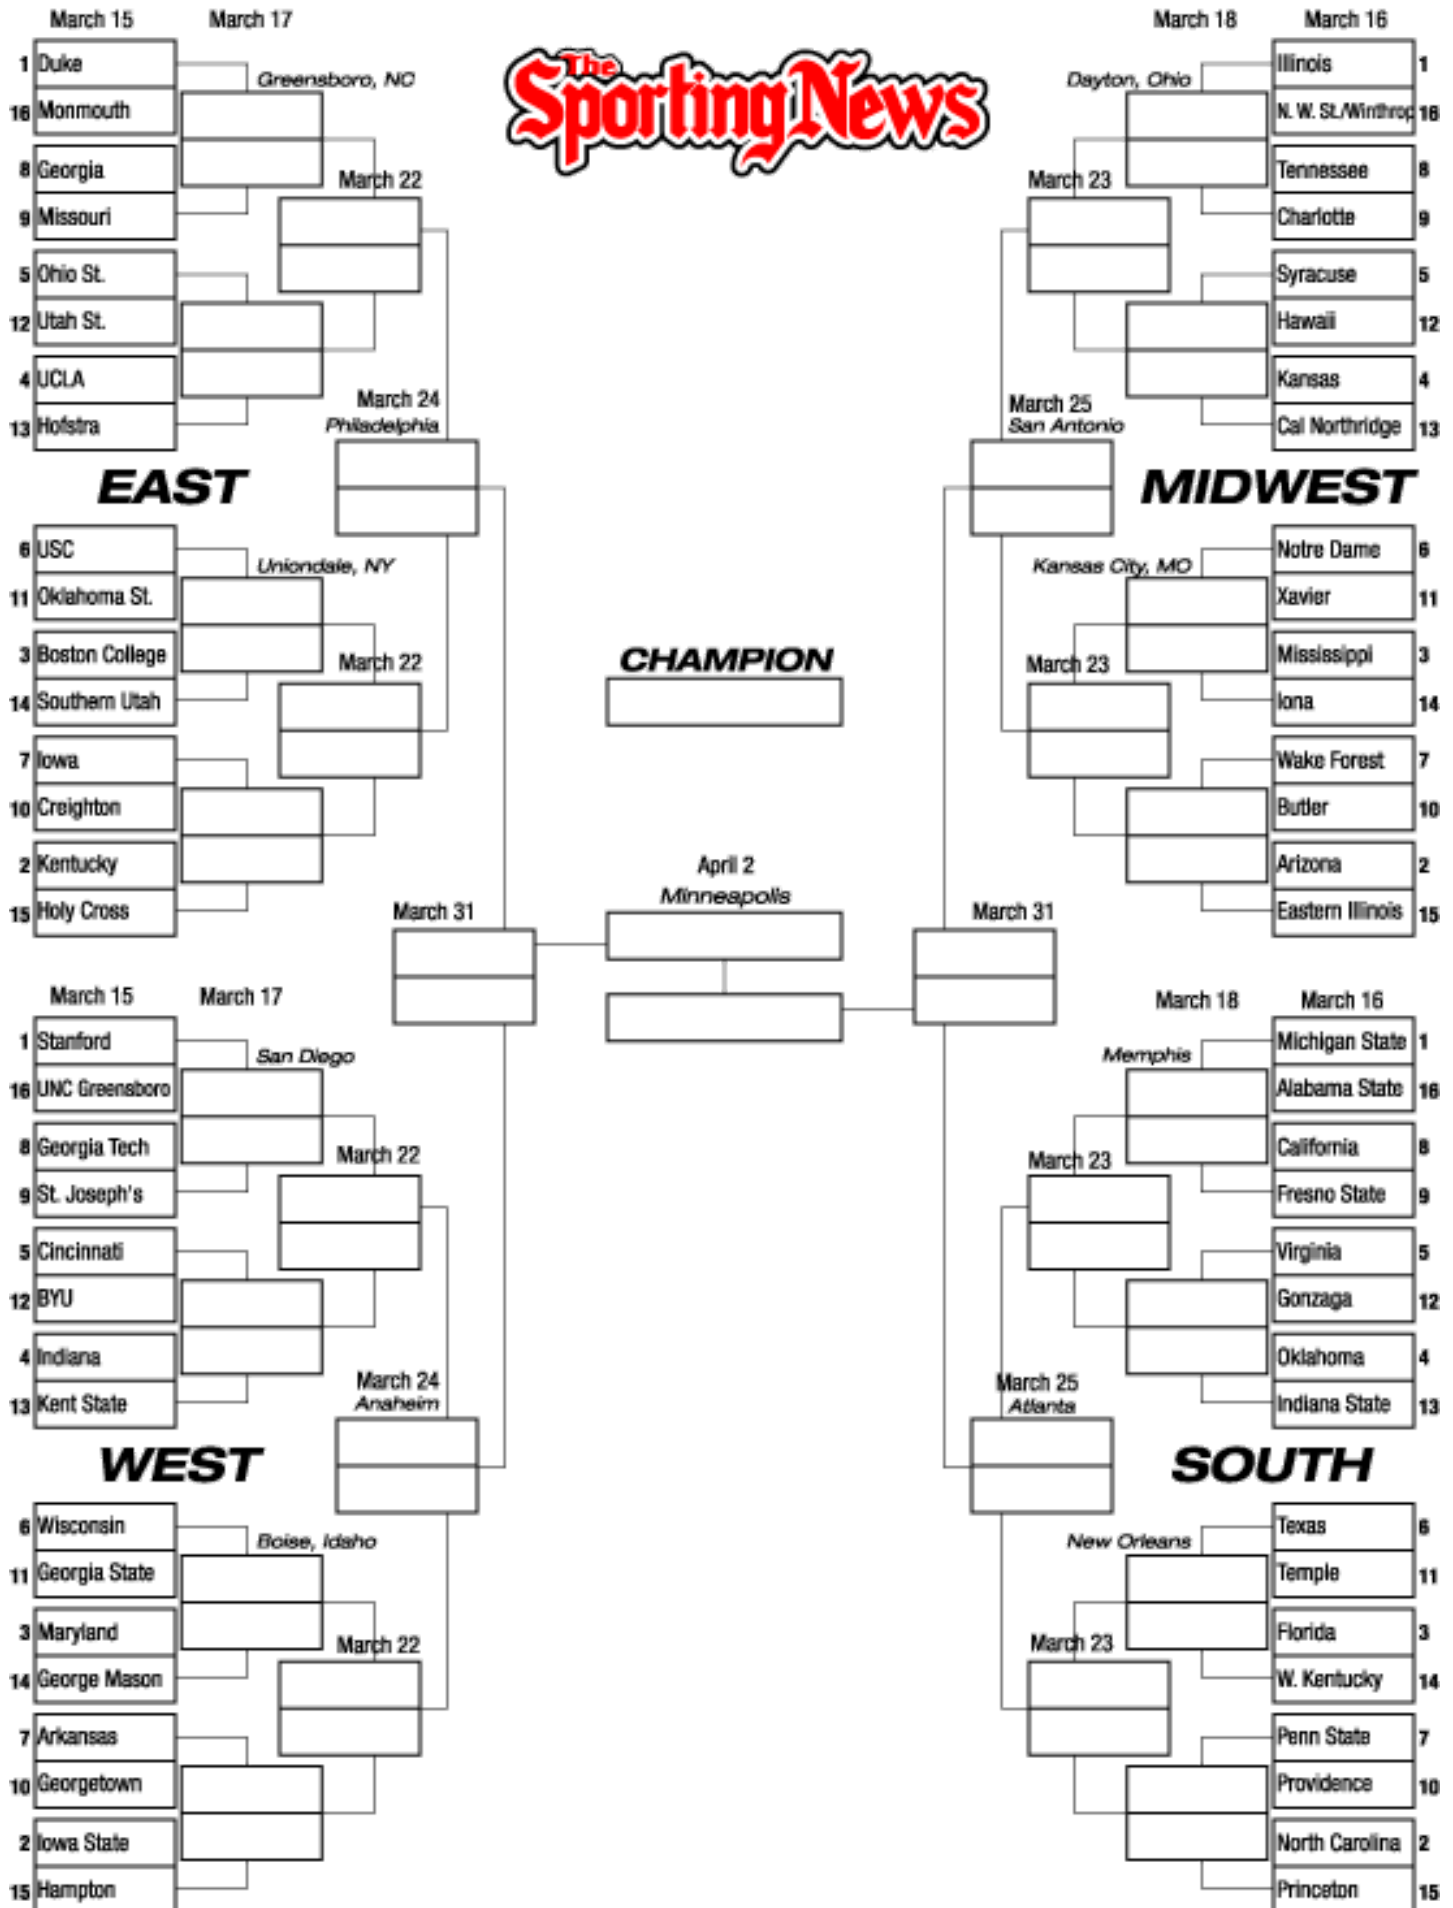 The
Sporting News
March 15 March 17
1 Duke
Greensboro, NC
16 Monmouth
8 Georgia
March 22
9 Missouri
5 Ohio St.
12 Utah St.
4 UCLA
March 24
Philadelphia
13 Hofstra
EAST
6 USC
Uniondale, NY
11 Oklahoma St.
3 Boston College
March 22
14 Southern Utah
7 Iowa
10 Creighton
2 Kentucky
15 Holy Cross
March 31
March 15 March 17
1 Stanford
San Diego
16 UNC Greensboro
8 Georgia Tech
March 22
9 St. Joseph's
5 Cincinnati
12 BYU
4 Indiana
March 24
Anaheim
13 Kent State
WEST
6 Wisconsin
Boise, Idaho
11 Georgia State
3 Maryland
March 22
14 George Mason
7 Arkansas
10 Georgetown
2 Iowa State
15 Hampton
CHAMPION
April 2
Minneapolis
March 18 March 16
Illinois 1
Dayton, Ohio
N. W. St./Winthrop 16
Tennessee 8
March 23
Charlotte 9
Syracuse 5
Hawaii 12
Kansas 4
March 25
San Antonio
Cal Northridge 13
MIDWEST
Notre Dame 6
Kansas City, MO
Xavier 11
Mississippi 3
March 23
Iona 14
Wake Forest 7
Butler 10
Arizona 2
Eastern Illinois 15
March 31
March 18 March 16
Michigan State 1
Memphis
Alabama State 16
California 8
March 23
Fresno State 9
Virginia 5
Gonzaga 12
Oklahoma 4
March 25
Atlanta
Indiana State 13
SOUTH
Texas 6
New Orleans
Temple 11
Florida 3
March 23
W. Kentucky 14
Penn State 7
Providence 10
North Carolina 2
Princeton 15